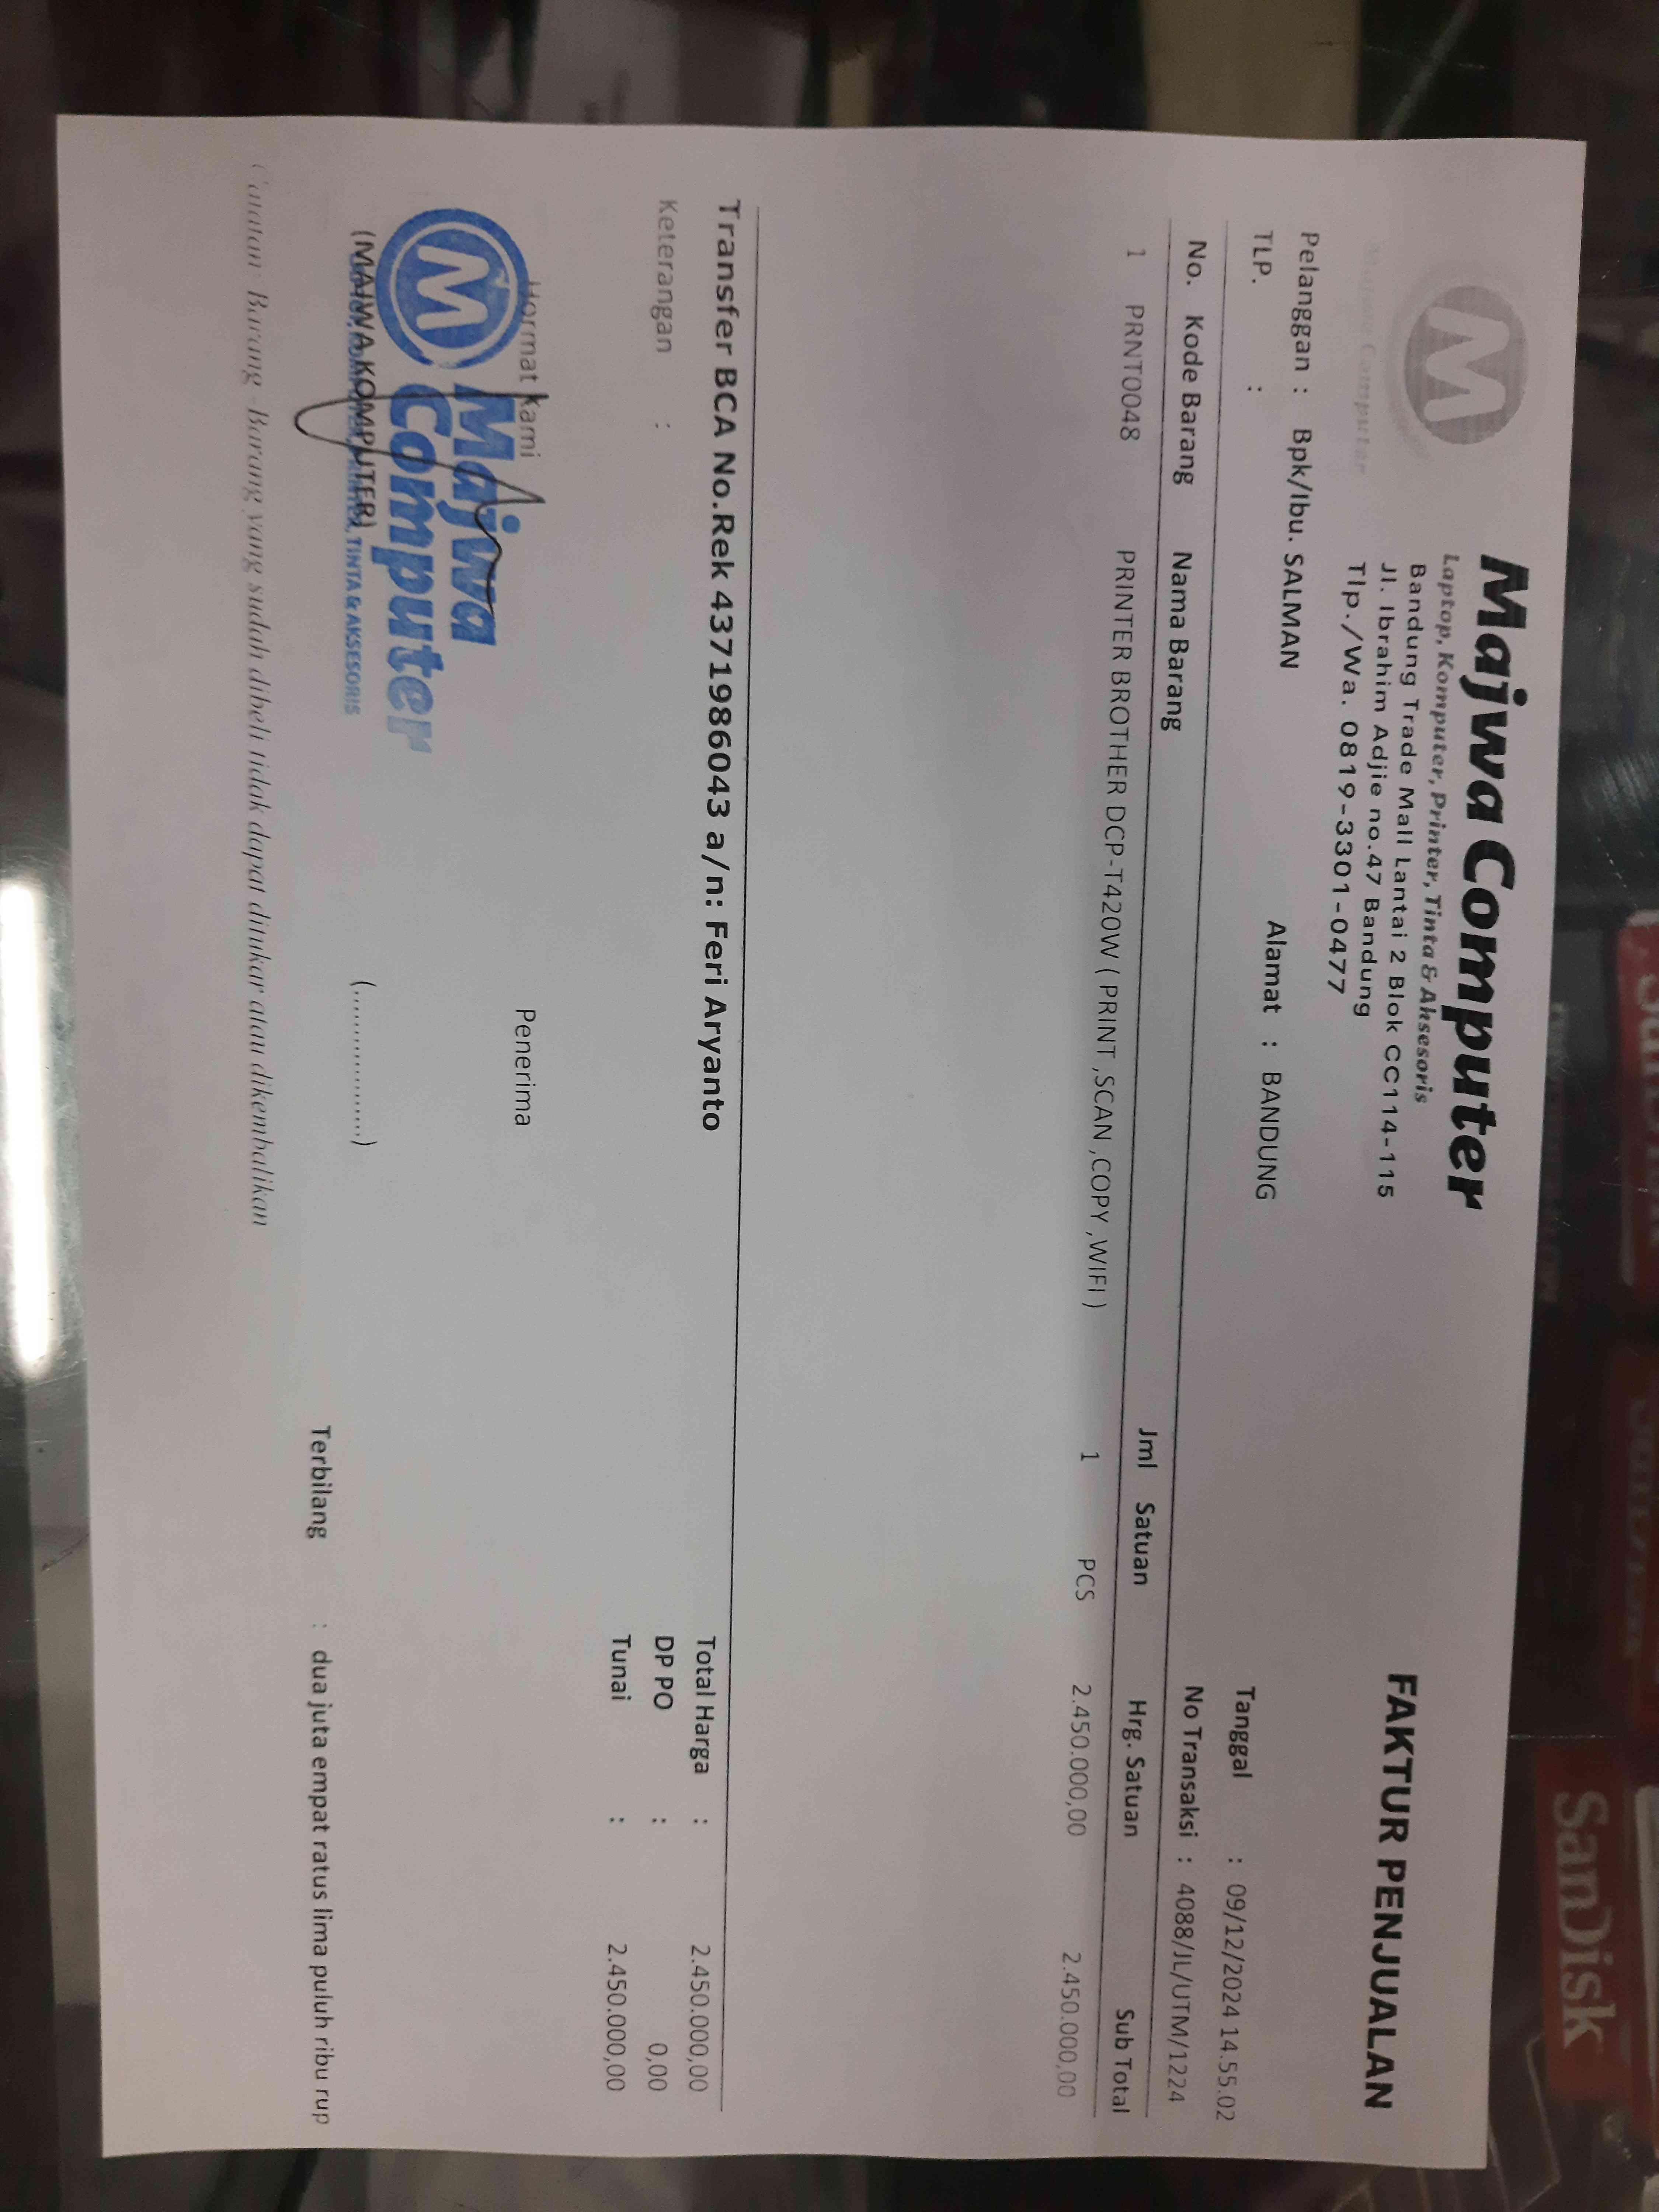 Majwa Computer
Laptop, Komputer, Printer, Tinta & Aksesoris
Bandung Trade Mall Lantai 2 Blok CC114-115
Jl. Ibrahim Adjie no.47 Bandung
Tlp./Wa. 0819-3301-0477
Majwa Computer
FAKTUR PENJUALAN
Pelanggan : Bpk/Ibu. SALMAN Alamat : BANDUNG Tanggal : 09/12/2024 14.55.02
TLP. : No Transaksi : 4088/JL/UTM/1224
No. Kode Barang Nama Barang Jml Satuan Hrg. Satuan Sub Total
1 PRNT0048 PRINTER BROTHER DCP-T420W ( PRINT ,SCAN ,COPY ,WIFI ) 1 PCS 2.450.000,00 2.450.000,00
Transfer BCA No.Rek 4371986043 a/n: Feri Aryanto Total Harga : 2.450.000,00
Keterangan : DP PO : 0,00
Tunai : 2.450.000,00
Hormat kami Penerima
Majwa
Computer
TINTA & AKSESORIS
(MAJWA KOMPUTER) (................)
Terbilang : dua juta empat ratus lima puluh ribu rup
Catatan : Barang -Barang yang sudah dibeli tidak dapat ditukar atau dikembalikan
SanDisk